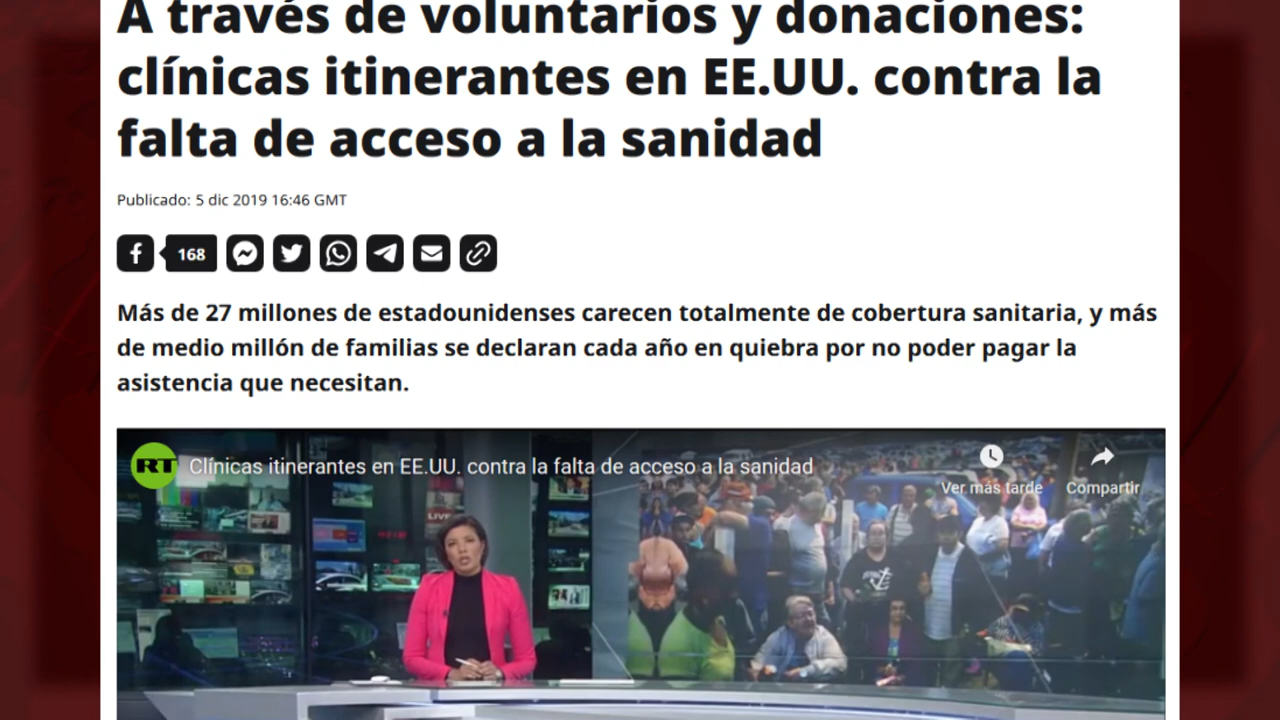 A través de voluntarios y donaciones:
clínicas itinerantes en EE.UU. contra la
falta de acceso a la sanidad
Publicado: 5 dic 2019 16:46 GMT
168
Más de 27 millones de estadounidenses carecen totalmente de cobertura sanitaria, y más
de medio millón de familias se declaran cada año en quiebra por no poder pagar la
asistencia que necesitan.
RT
Clínicas itinerantes en EE.UU. contra la falta de acceso a la sanidad
Ver más tarde
Compartir
LIVE